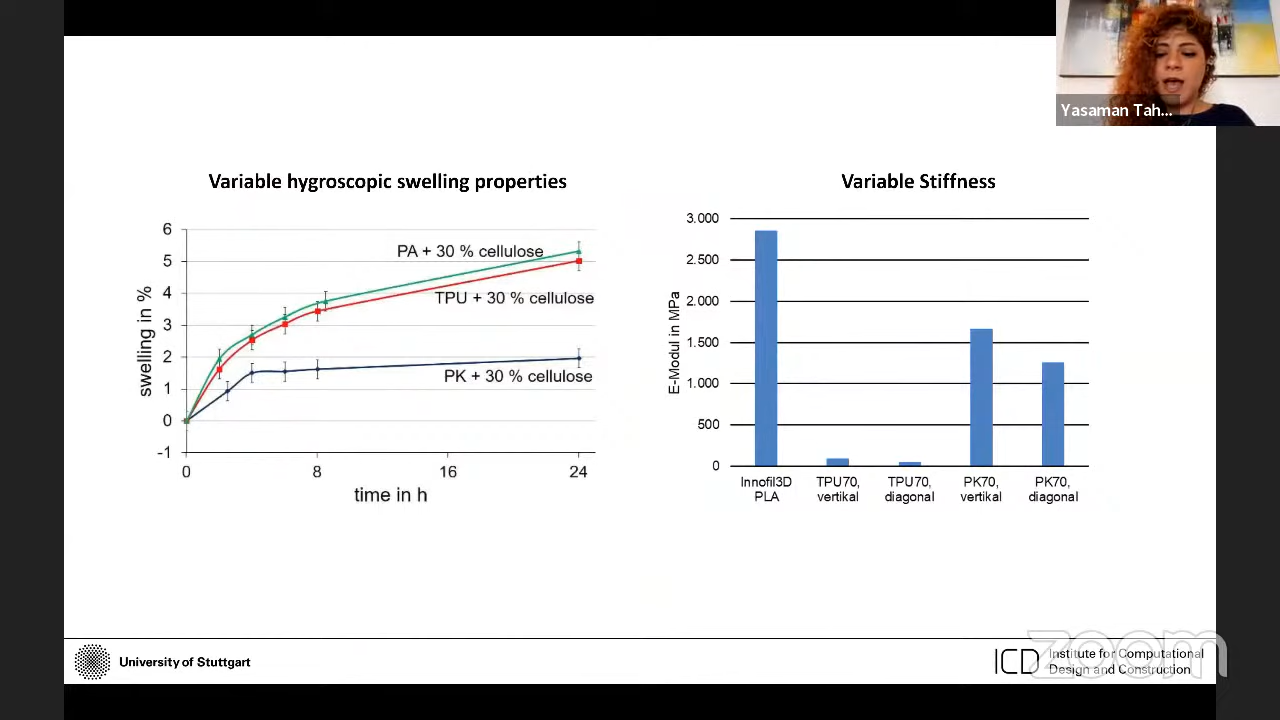 Yasaman Tah...
Variable hygroscopic swelling properties
6
5
4
3
2
1
0
-1
swelling in %
PA + 30 % cellulose
TPU + 30 % cellulose
PK + 30 % cellulose
0
8
16
24
time in h
Variable Stiffness
3.000
2.500
2.000
1.500
1.000
500
0
E-Modul in MPa
Innofil3D
PLA
TPU70,
vertikal
TPU70,
diagonal
PK70,
vertikal
PK70,
diagonal
University of Stuttgart
ICD
Institute for Computational
Design and Construction
zoom